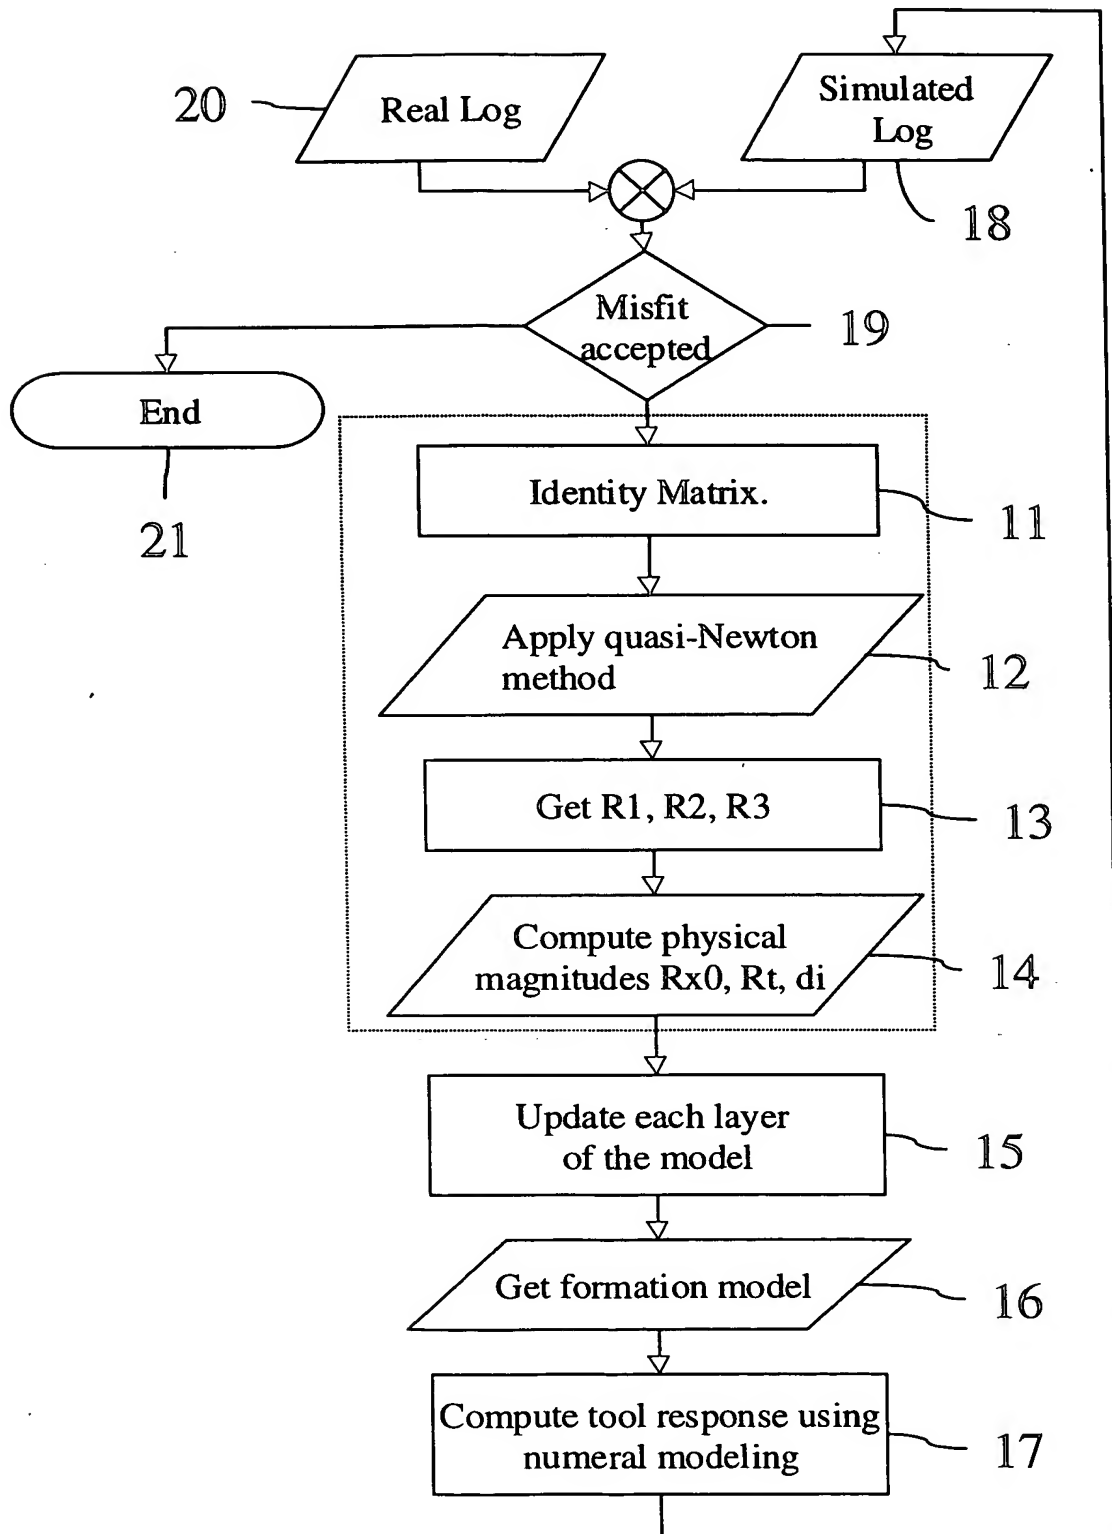 20
Real Log
Simulated
Log
18
Misfit
accepted
19
End
21
Identity Matrix.
11
Apply quasi-Newton
method
12
Get R1, R2, R3
13
Compute physical
magnitudes Rx0, Rt, di
14
Update each layer
of the model
15
Get formation model
16
Compute tool response using
numeral modeling
17